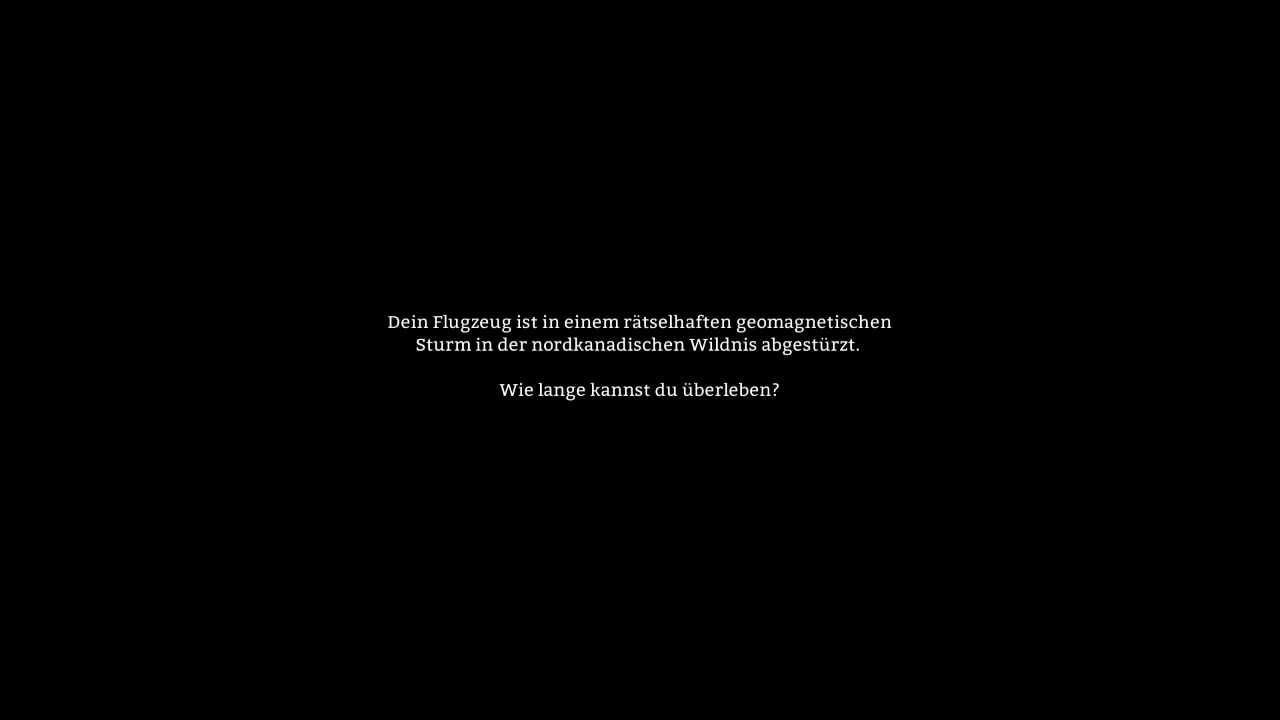 Dein Flugzeug ist in einem rätselhaften geomagnetischen
Sturm in der nordkanadischen Wildnis abgestürzt.
Wie lange kannst du überleben?